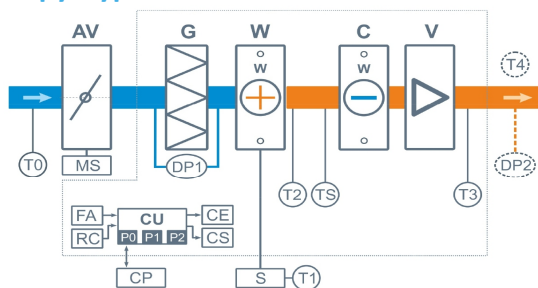 AV G W C V
W W
T4
T0 MS DP1 T2 TS T3 DP2
FA CU CE
RC P0 P1 P2 CS
CP S T1